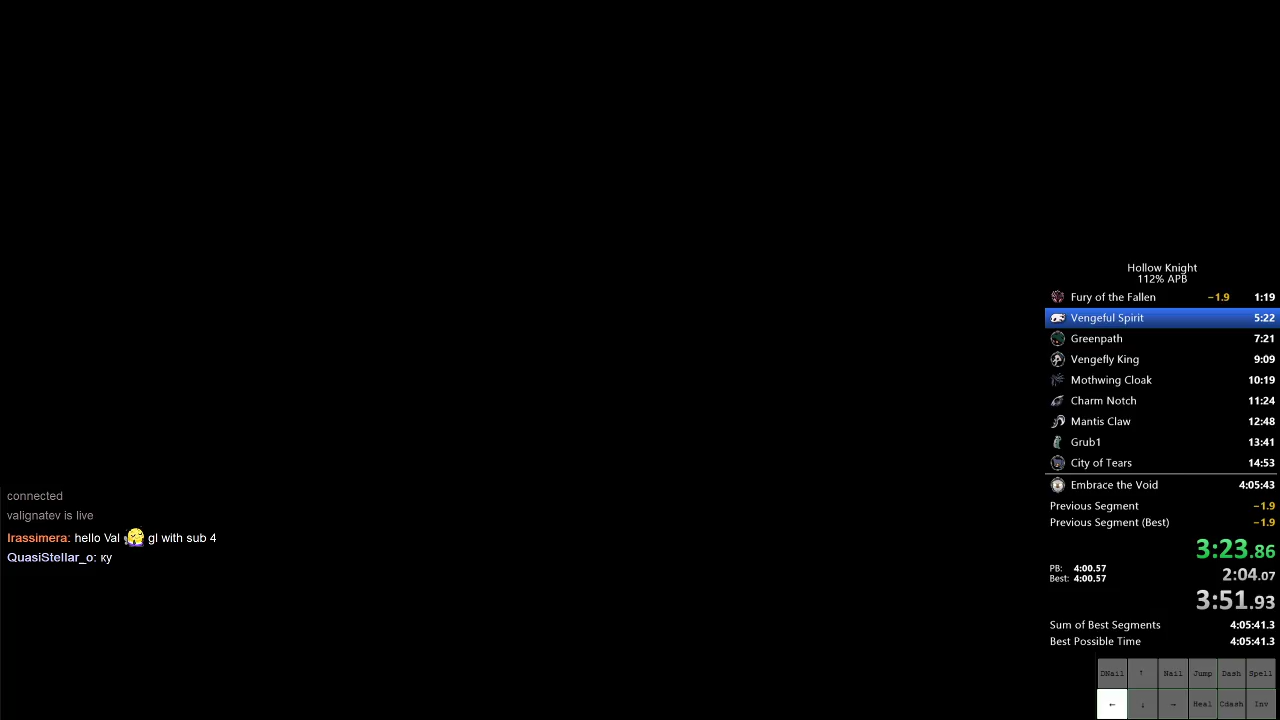 Hollow Knight
112% APB
Fury of the Fallen −1.9 1:19
Vengeful Spirit 5:22
Greenpath 7:21
Vengefly King 9:09
Mothwing Cloak 10:19
Charm Notch 11:24
Mantis Claw 12:48
Grub1 13:41
City of Tears 14:53
Embrace the Void 4:05:43
Previous Segment −1.9
Previous Segment (Best) −1.9
3:23.86
PB: 4:00.57
Best: 4:00.57
2:04.07
3:51.93
Sum of Best Segments 4:05:41.3
Best Possible Time 4:05:41.3
DNail ↑ Nail Jump Dash Spell
← ↓ → Heal Cdash Inv
connected
valignatev is live
Irassimera: hello Val gl with sub 4
QuasiStellar_o: ку